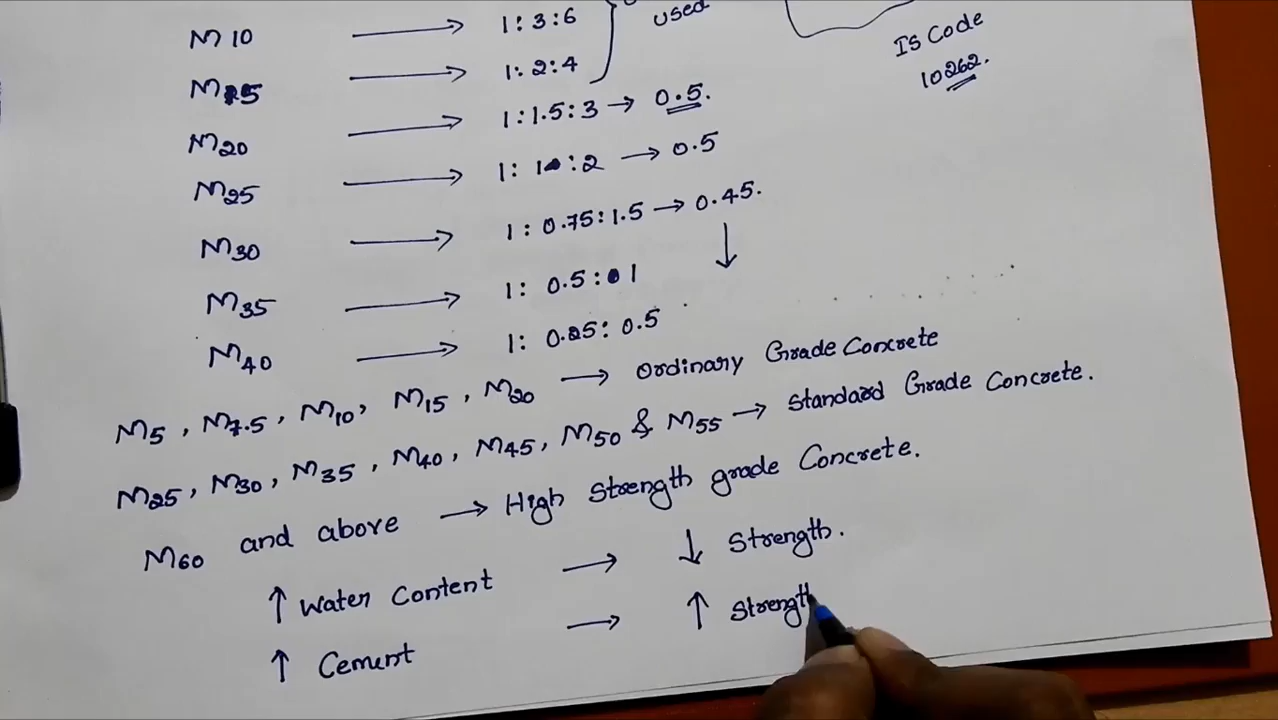 M10 → 1:3:6
used
IS Code
10262.
M15 → 1:2:4
M20 → 1:1.5:3 → 0.5.
M25 → 1:1:2 → 0.5
M30 → 1:0.75:1.5 → 0.45.
↓
M35 → 1:0.5:1
M40 → 1:0.25:0.5
M5, M7.5, M10, M15, M20 → Ordinary Grade Concrete
M25, M30, M35, M40, M45, M50 & M55 → Standard Grade Concrete.
M60 and above → High Strength grade Concrete.
↑ Water Content → ↓ Strength.
↑ Cement → ↑ Strength